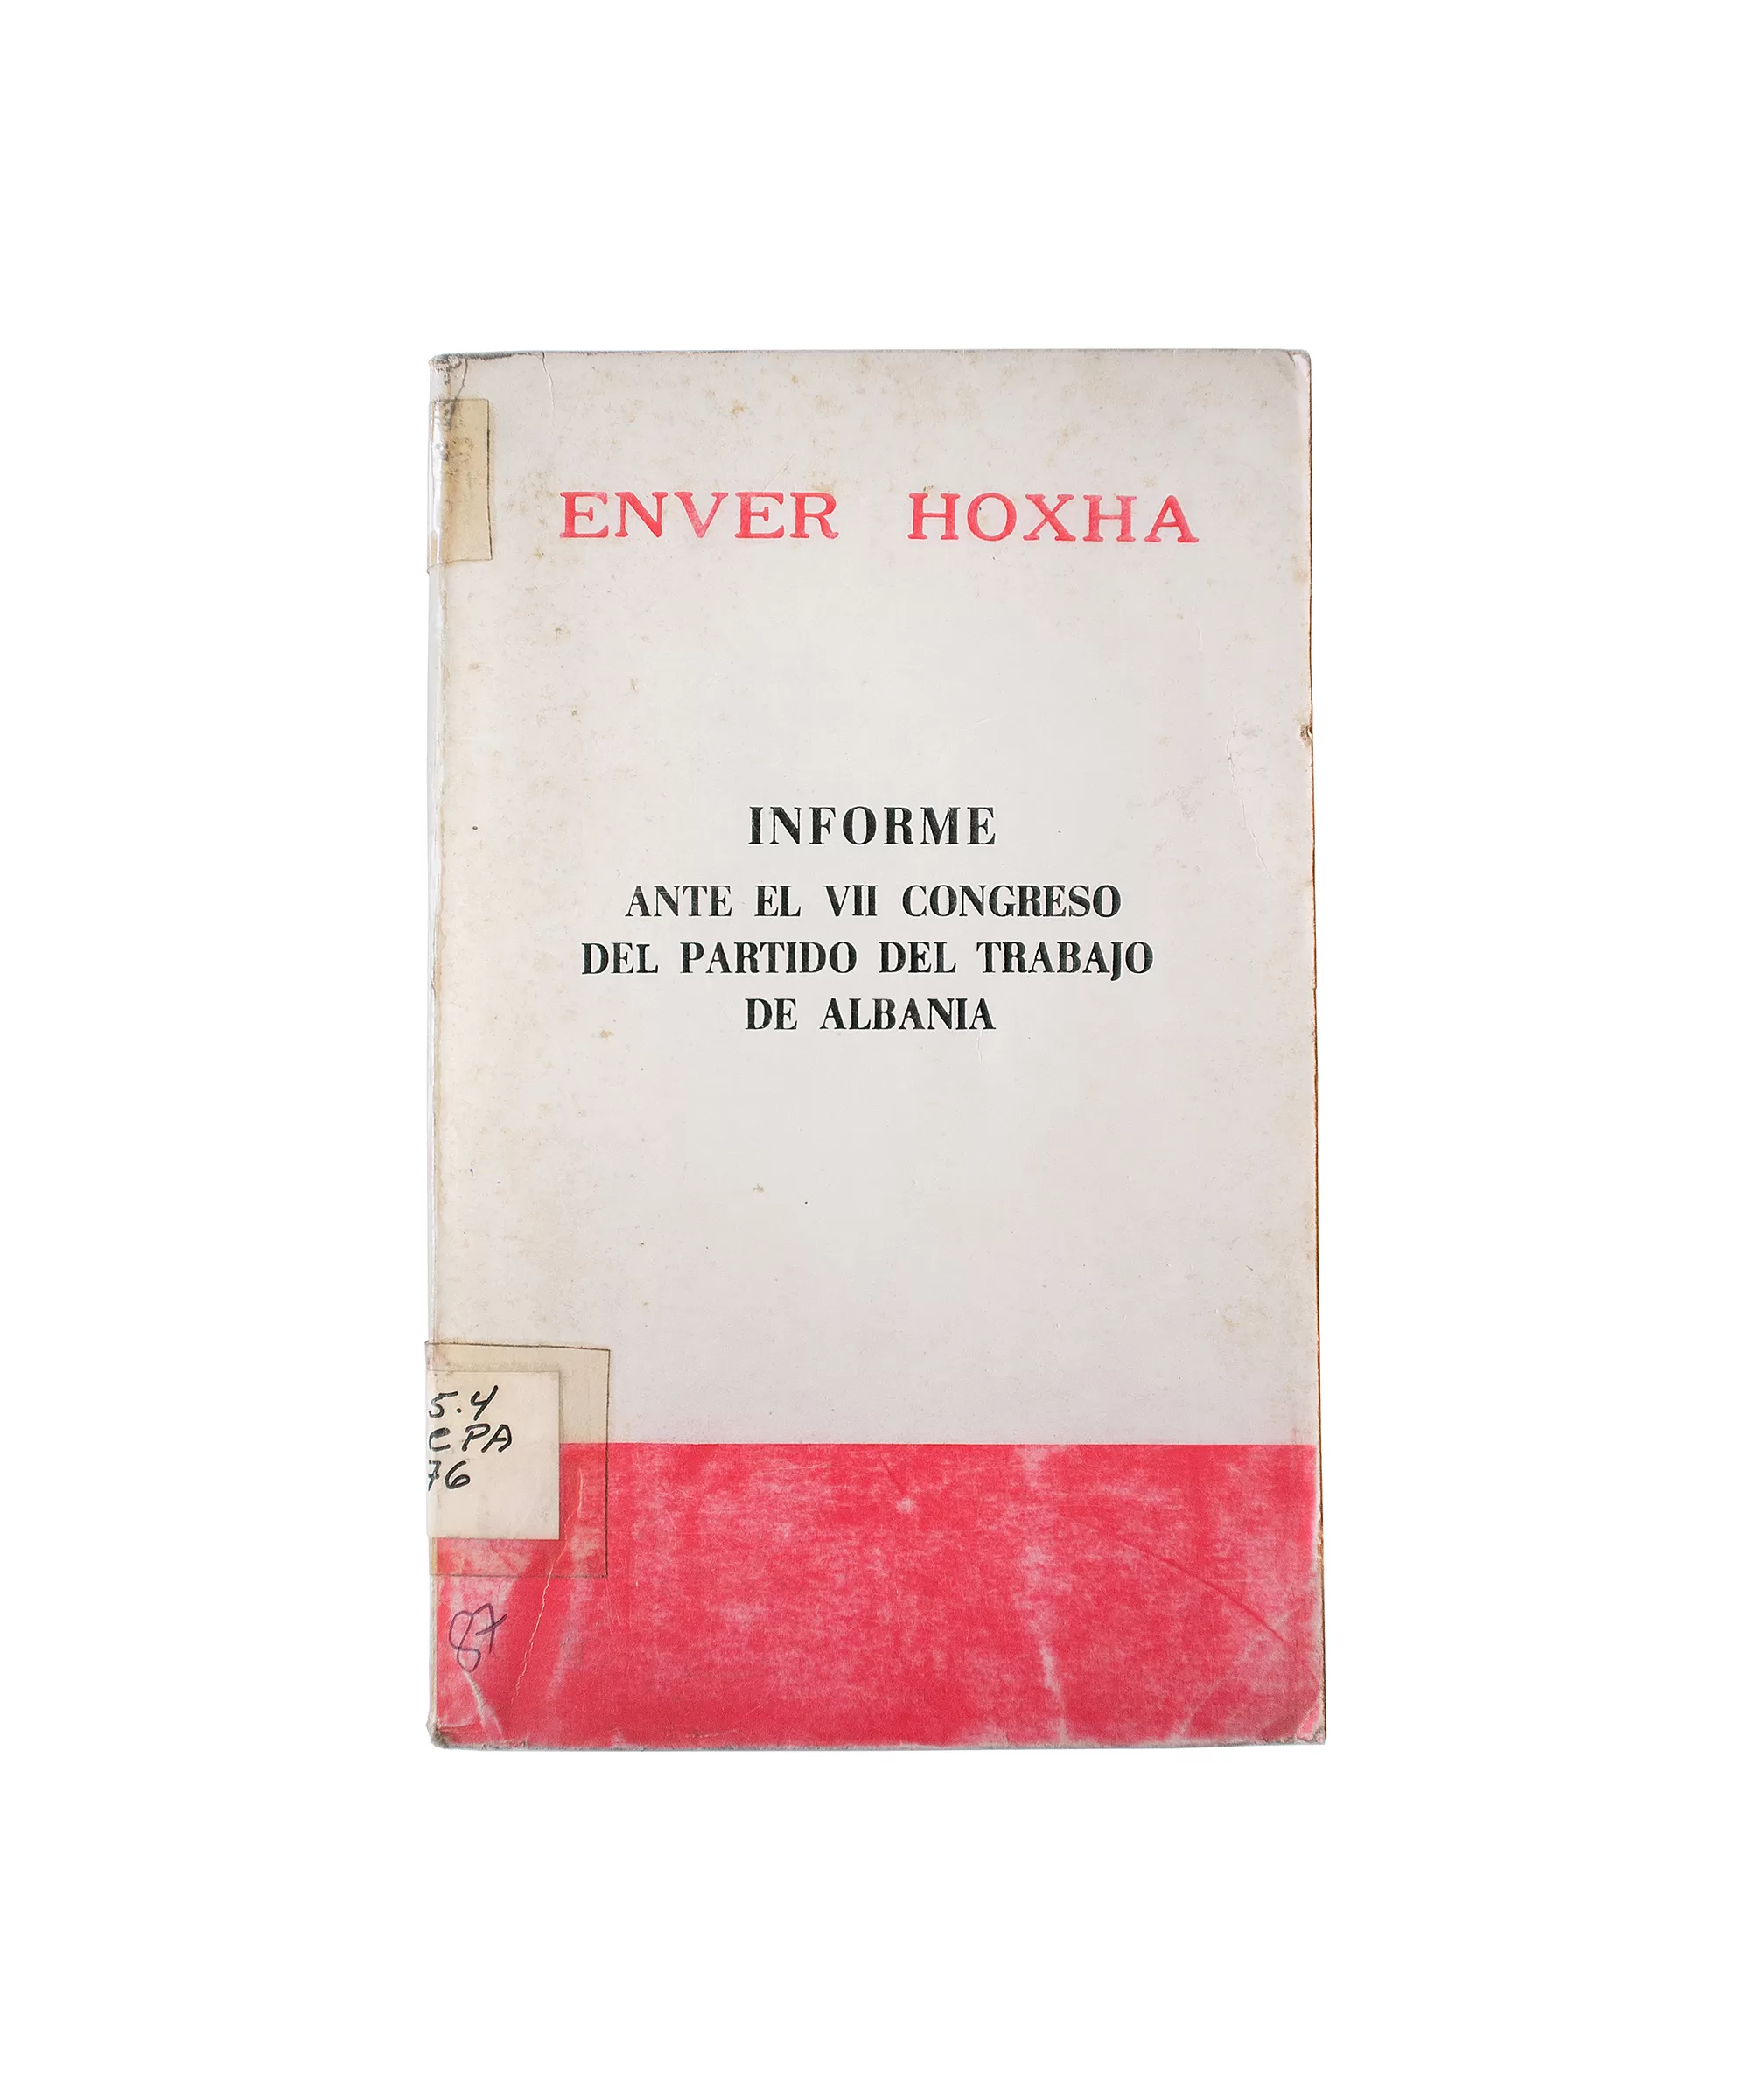 ENVER HOXHA
INFORME
ANTE EL VII CONGRESO
DEL PARTIDO DEL TRABAJO
DE ALBANIA
5.4
CPA
76
87